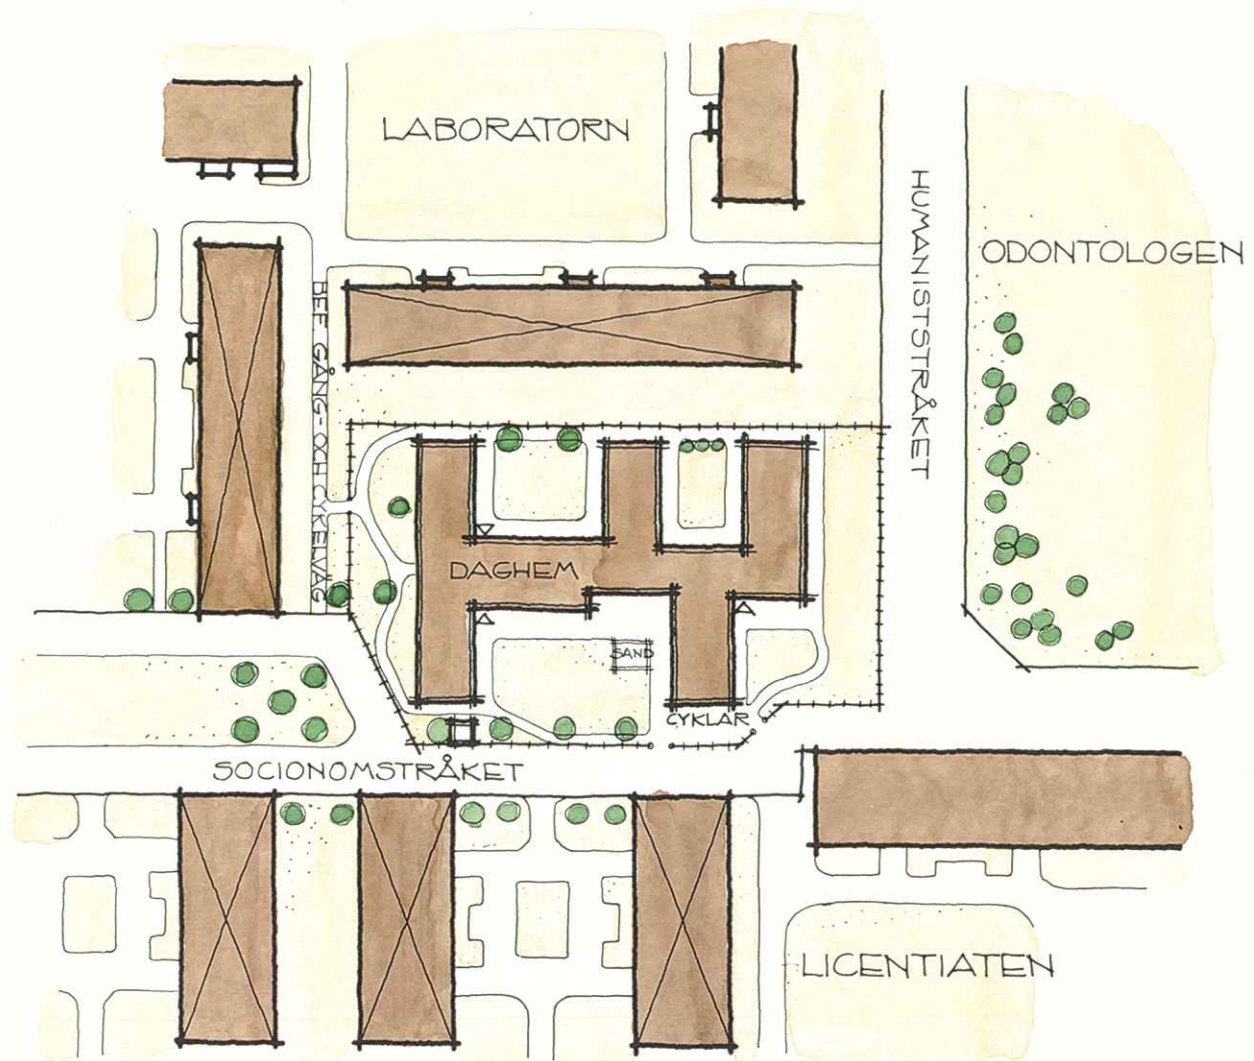 LABORATORN
HUMANISTSTRÅKET
ODONTOLOGEN
BEF GÅNG-OCH CYKELVÄG
DAGHEM
SAND
CYKLAR
SOCIONOMSTRÅKET
LICENTIATEN